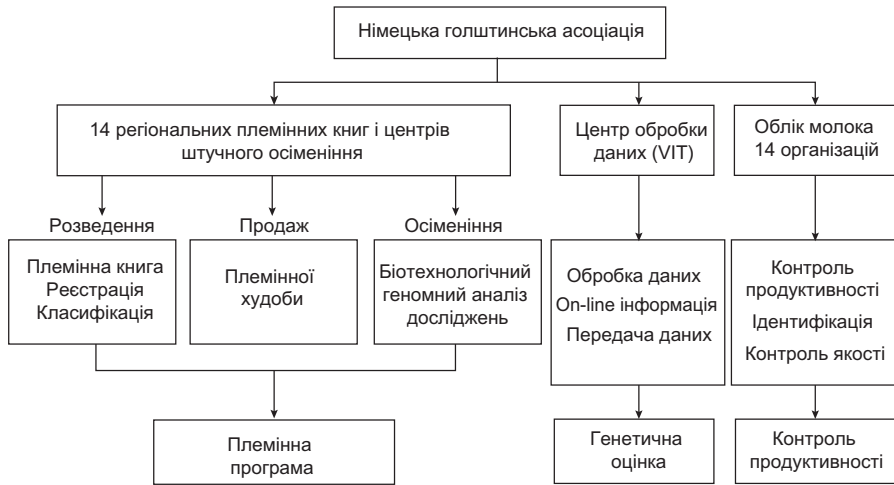 Німецька голштинська асоціація
14 регіональних племінних книг і центрів
штучного осіменіння
Центр обробки
даних (VIT)
Облік молока
14 організацій
Розведення
Продаж
Осіменіння
Племінна книга
Реєстрація
Класифікація
Племінної
худоби
Біотехнологічний
геномний аналіз
досліджень
Обробка даних
On-line інформація
Передача даних
Контроль
продуктивності
Ідентифікація
Контроль якості
Племінна
програма
Генетична
оцінка
Контроль
продуктивності